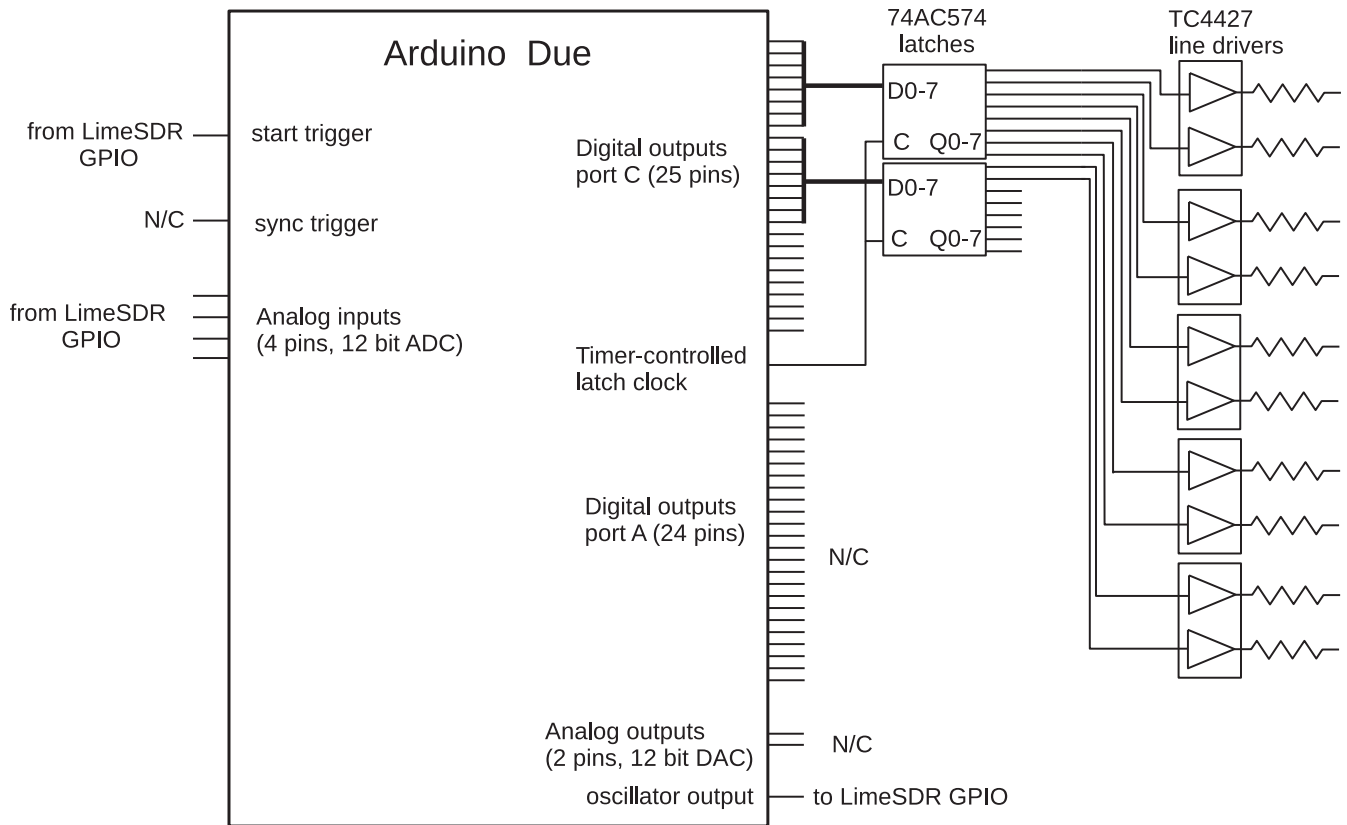 Arduino Due
74AC574
latches
TC4427
line drivers
D0-7
C Q0-7
D0-7
C Q0-7
from LimeSDR
GPIO
start trigger
Digital outputs
port C (25 pins)
N/C
sync trigger
from LimeSDR
GPIO
Analog inputs
(4 pins, 12 bit ADC)
Timer-controlled
latch clock
Digital outputs
port A (24 pins)
N/C
Analog outputs
(2 pins, 12 bit DAC)
N/C
oscillator output
to LimeSDR GPIO